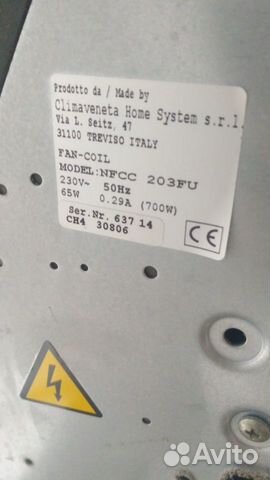 Prodotto da / Made by
Climaveneta Home System s.r.l.
Via L. Seitz, 47
31100 TREVISO ITALY
FAN-COIL
MODEL:NFCC 203FU
230V~ 50Hz
65W 0.29A (700W)
Ser.Nr. 637 14
CH4 30806
CE
Avito